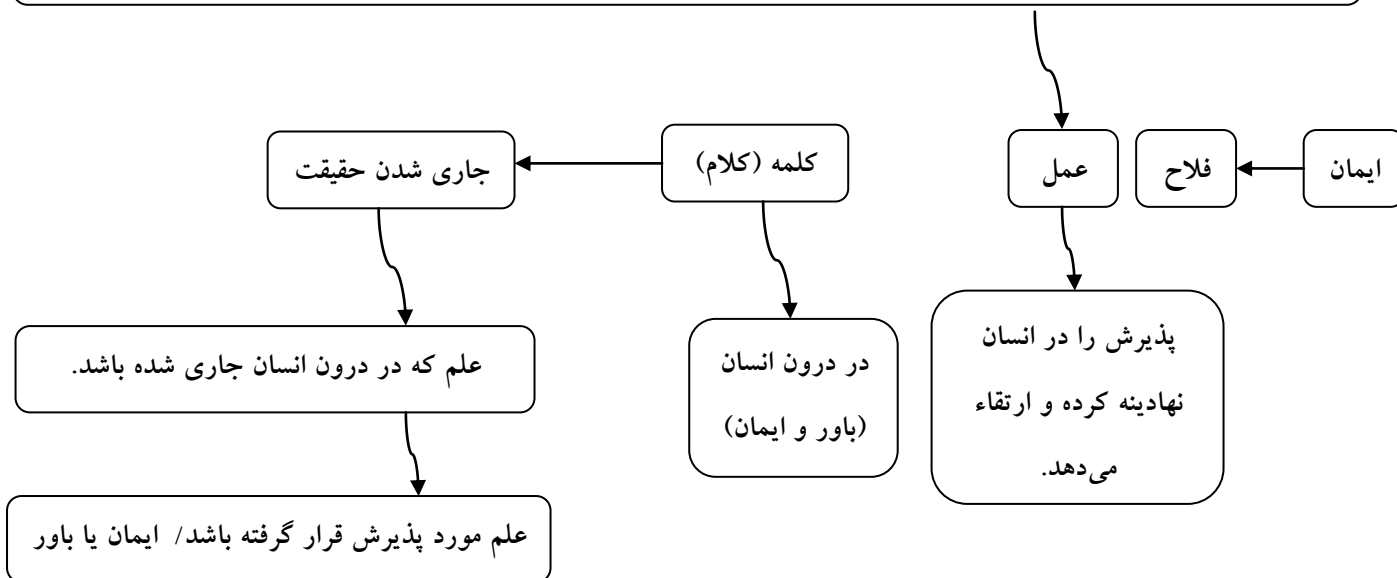 ایمان
فلاح
عمل
کلمه (کلام)
جاری شدن حقیقت
پذیرش را در انسان
نهادینه کرده و ارتقاء
می‌دهد.
در درون انسان
(باور و ایمان)
علم که در درون انسان جاری شده باشد.
علم مورد پذیرش قرار گرفته باشد/ ایمان یا باور